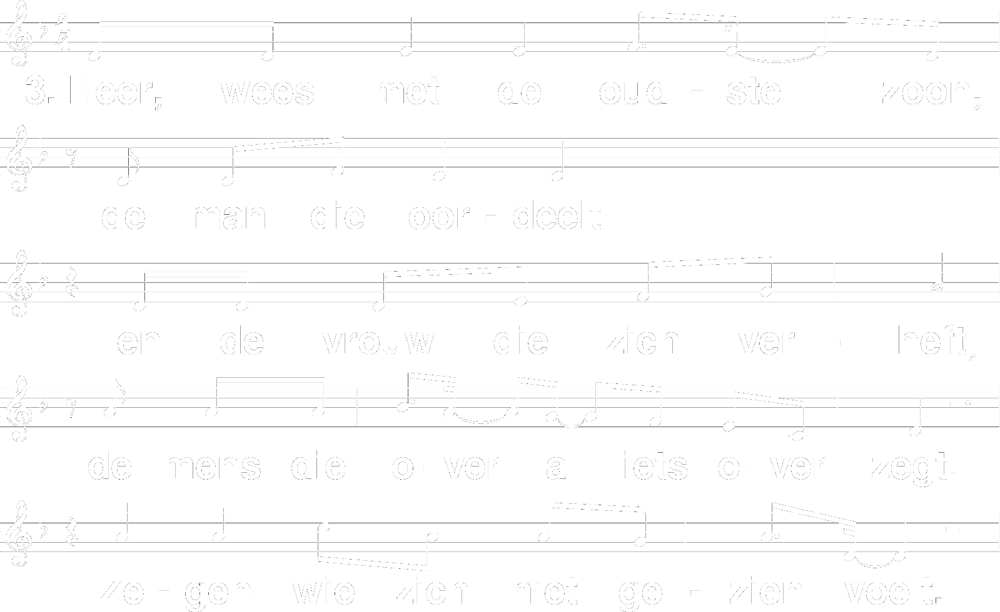 3. Heer, wees met de oud - ste zoon,
de man die oor - deelt
en de vrouw die zich ver - heft,
de mens die o - ver al iets o - ver zegt.
Ze - gen wie zich niet ge - zien voelt.